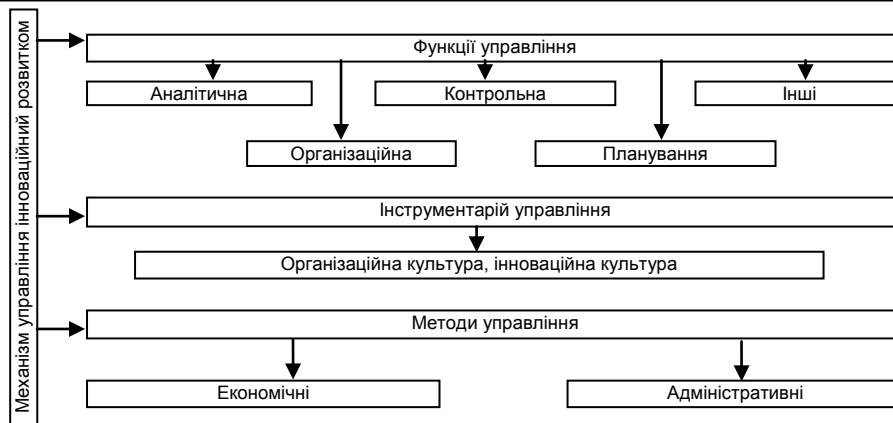 Механізм управління інноваційний розвитком
Функції управління
Аналітична
Контрольна
Інші
Організаційна
Планування
Інструментарій управління
Організаційна культура, інноваційна культура
Методи управління
Економічні
Адміністративні